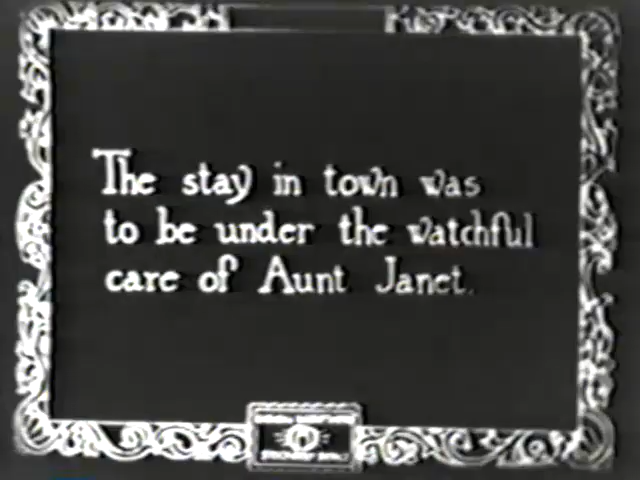 The stay in town was
to be under the watchful
care of Aunt Janet.